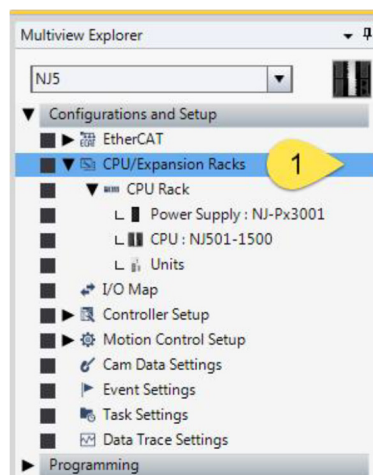 Multiview Explorer
NJ5
Configurations and Setup
EtherCAT
CPU/Expansion Racks
1
CPU Rack
Power Supply : NJ-Px3001
CPU : NJ501-1500
Units
I/O Map
Controller Setup
Motion Control Setup
Cam Data Settings
Event Settings
Task Settings
Data Trace Settings
Programming